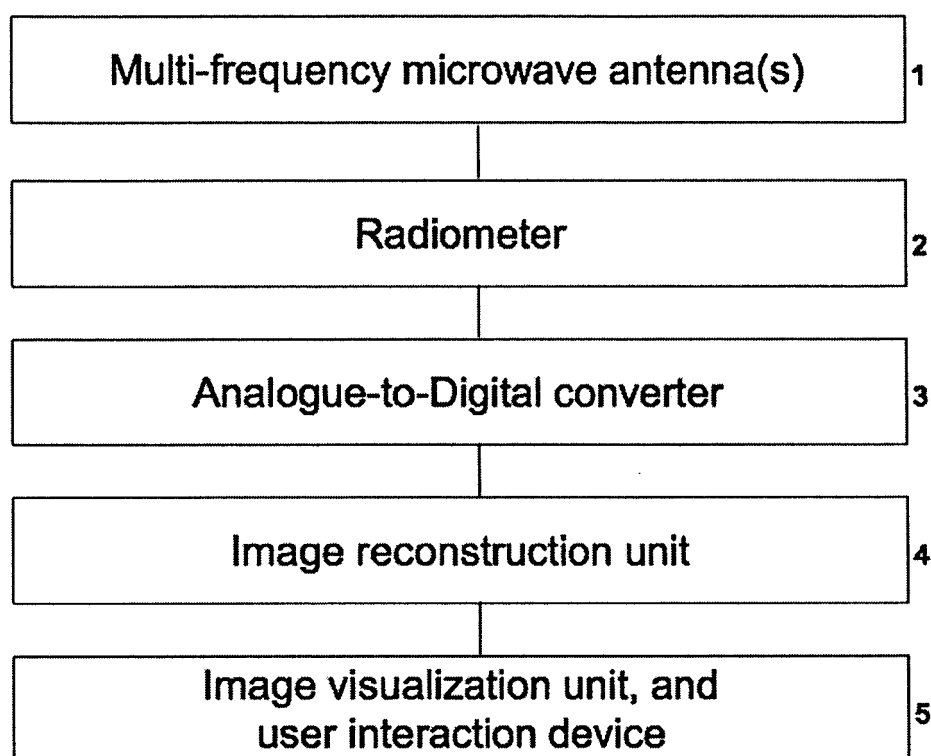 Multi-frequency microwave antenna(s)
1
Radiometer
2
Analogue-to-Digital converter
3
Image reconstruction unit
4
Image visualization unit, and
user interaction device
5